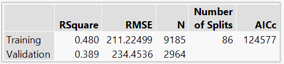 Number
RSquare RMSE N of Splits AICc
Training 0.480 211.22499 9185 86 124577
Validation 0.389 234.4536 2964